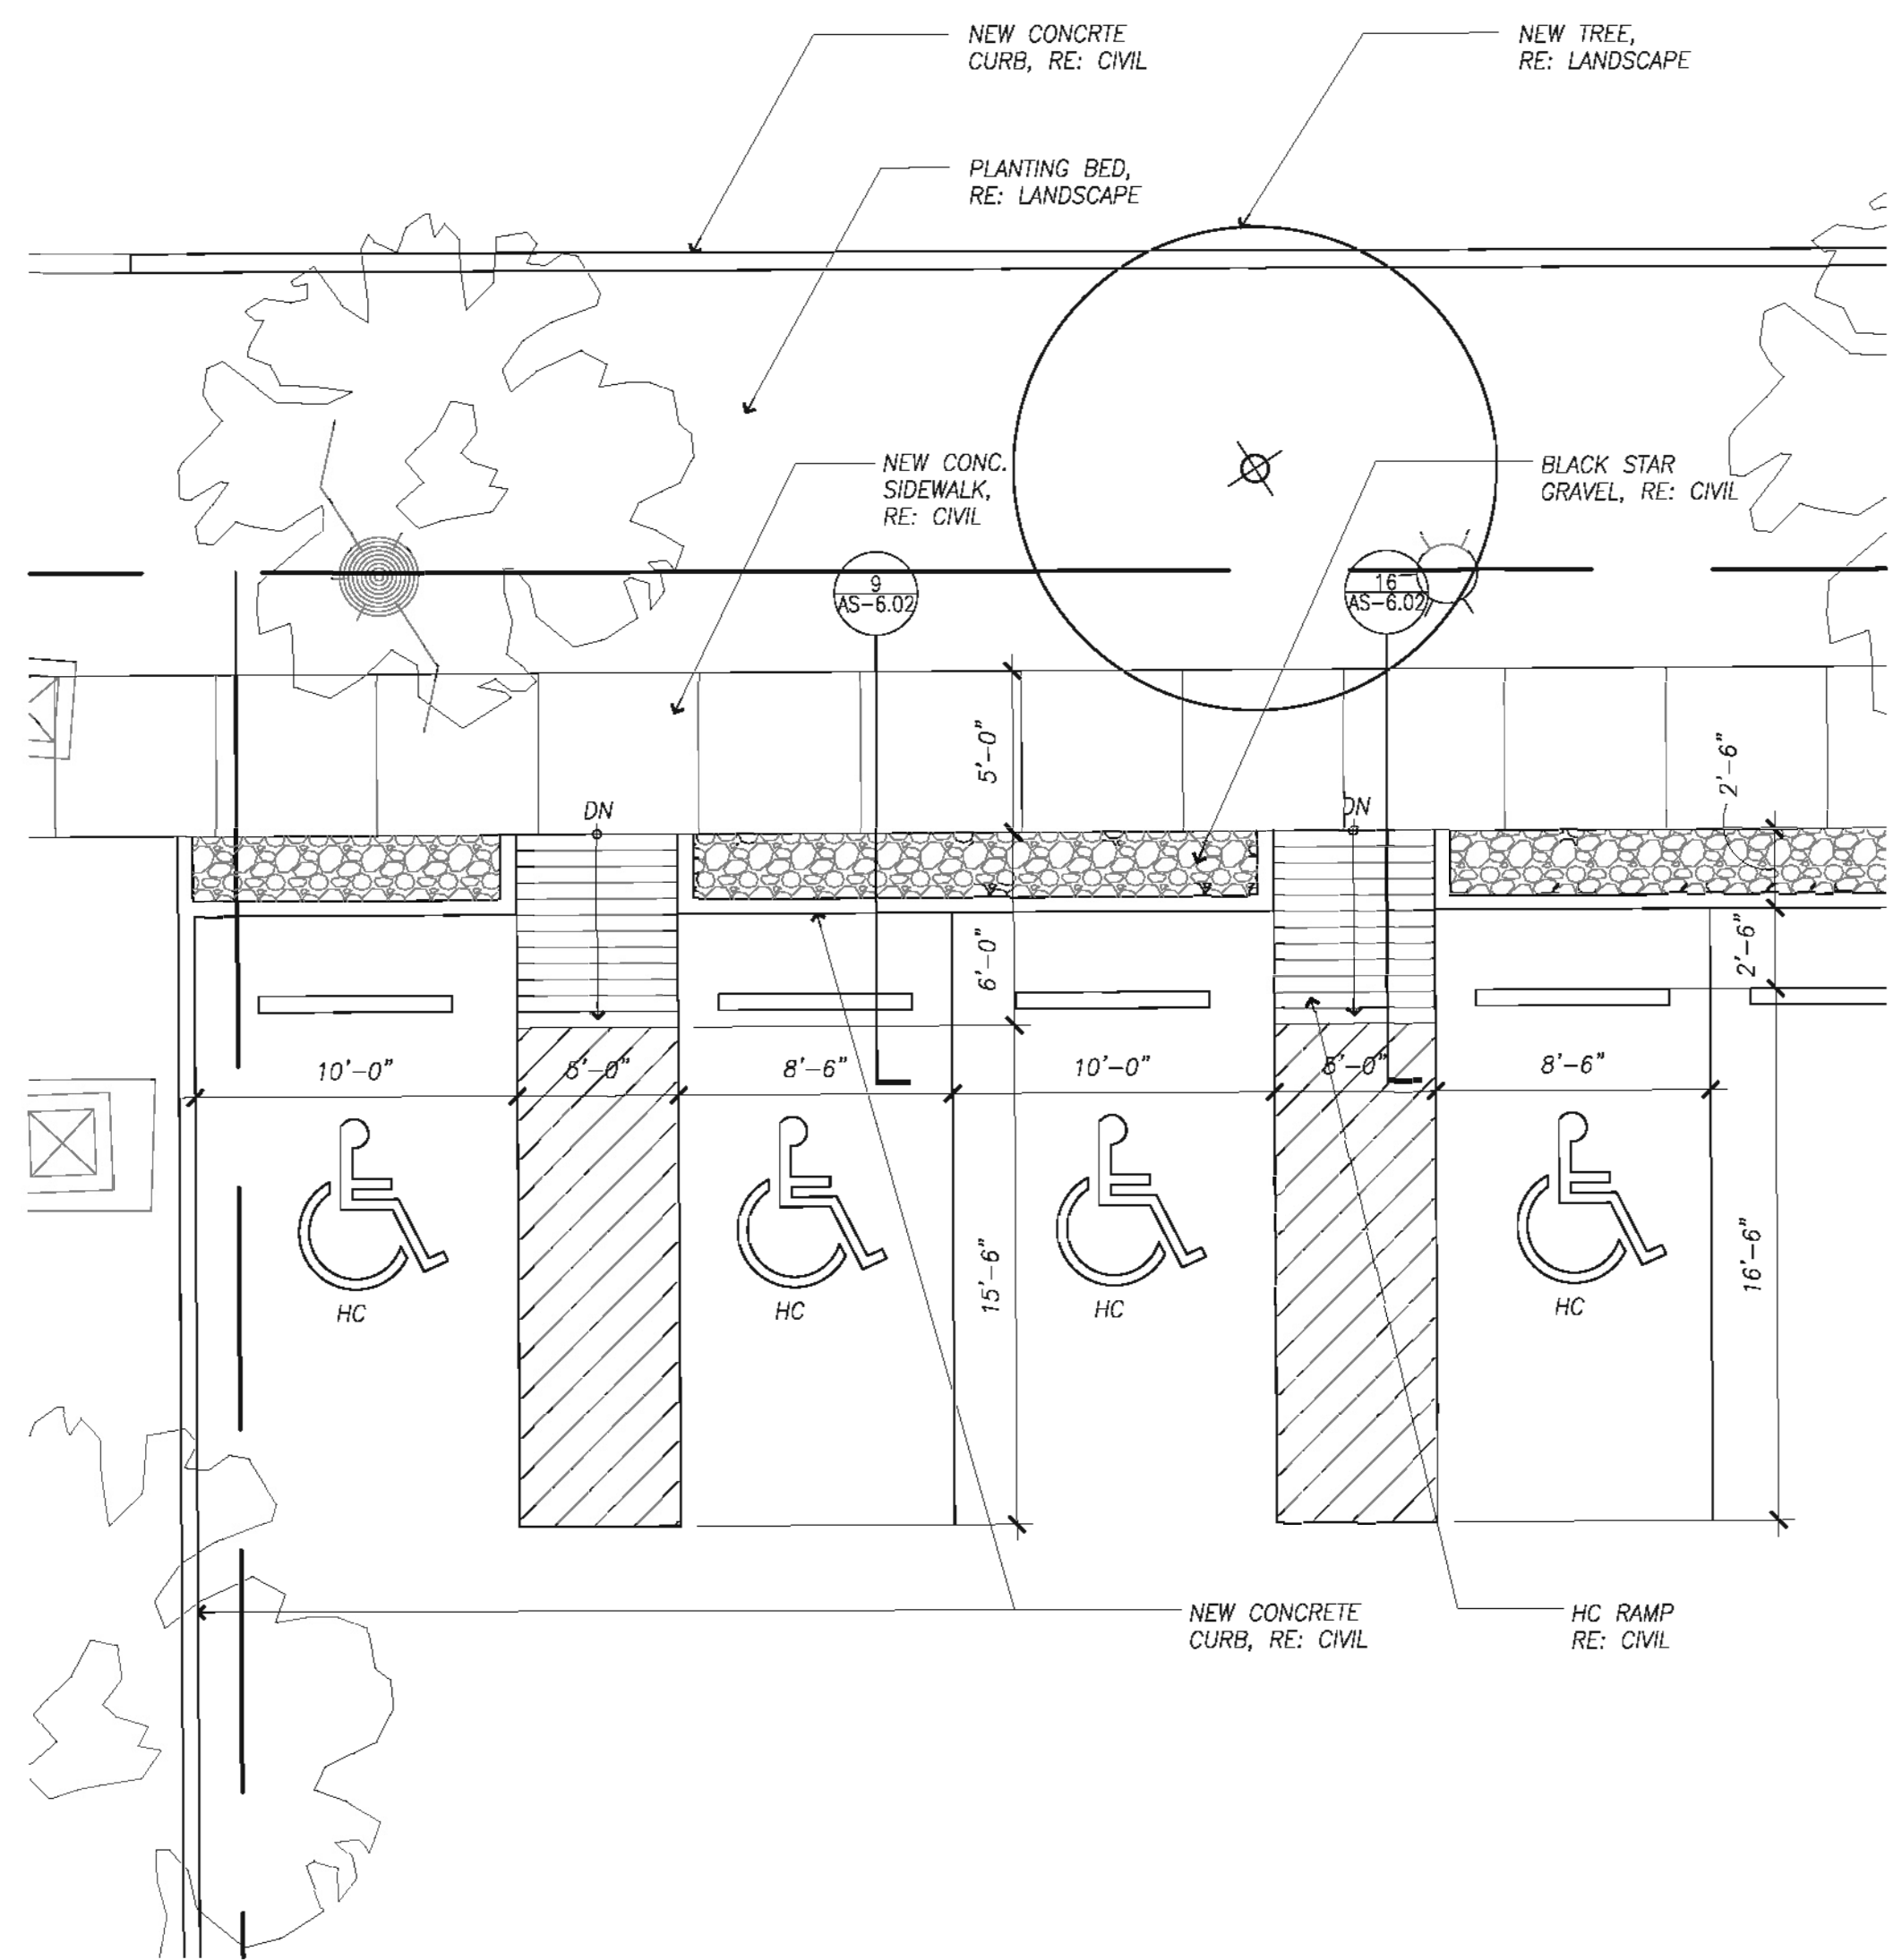 NEW CONCRTE
CURB, RE: CIVIL
NEW TREE,
RE: LANDSCAPE
PLANTING BED,
RE: LANDSCAPE
NEW CONC.
SIDEWALK,
RE: CIVIL
BLACK STAR
GRAVEL, RE: CIVIL
9
AS-6.02
16
AS-6.02
5'-0"
2'-6"
DN
DN
6'-0"
2'-6"
10'-0"
5'-0"
8'-6"
10'-0"
5'-0"
8'-6"
15'-6"
16'-6"
HC
HC
HC
HC
NEW CONCRETE
CURB, RE: CIVIL
HC RAMP
RE: CIVIL